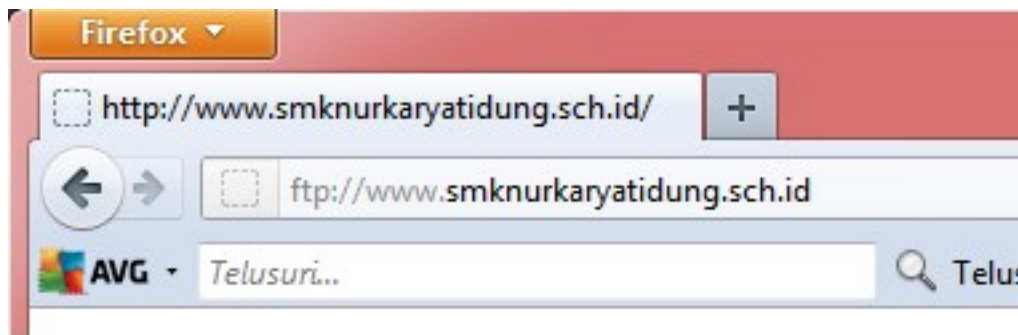 Firefox
http://www.smknurkaryatidung.sch.id/ +
ftp://www.smknurkaryatidung.sch.id
AVG Telusuri... Telus